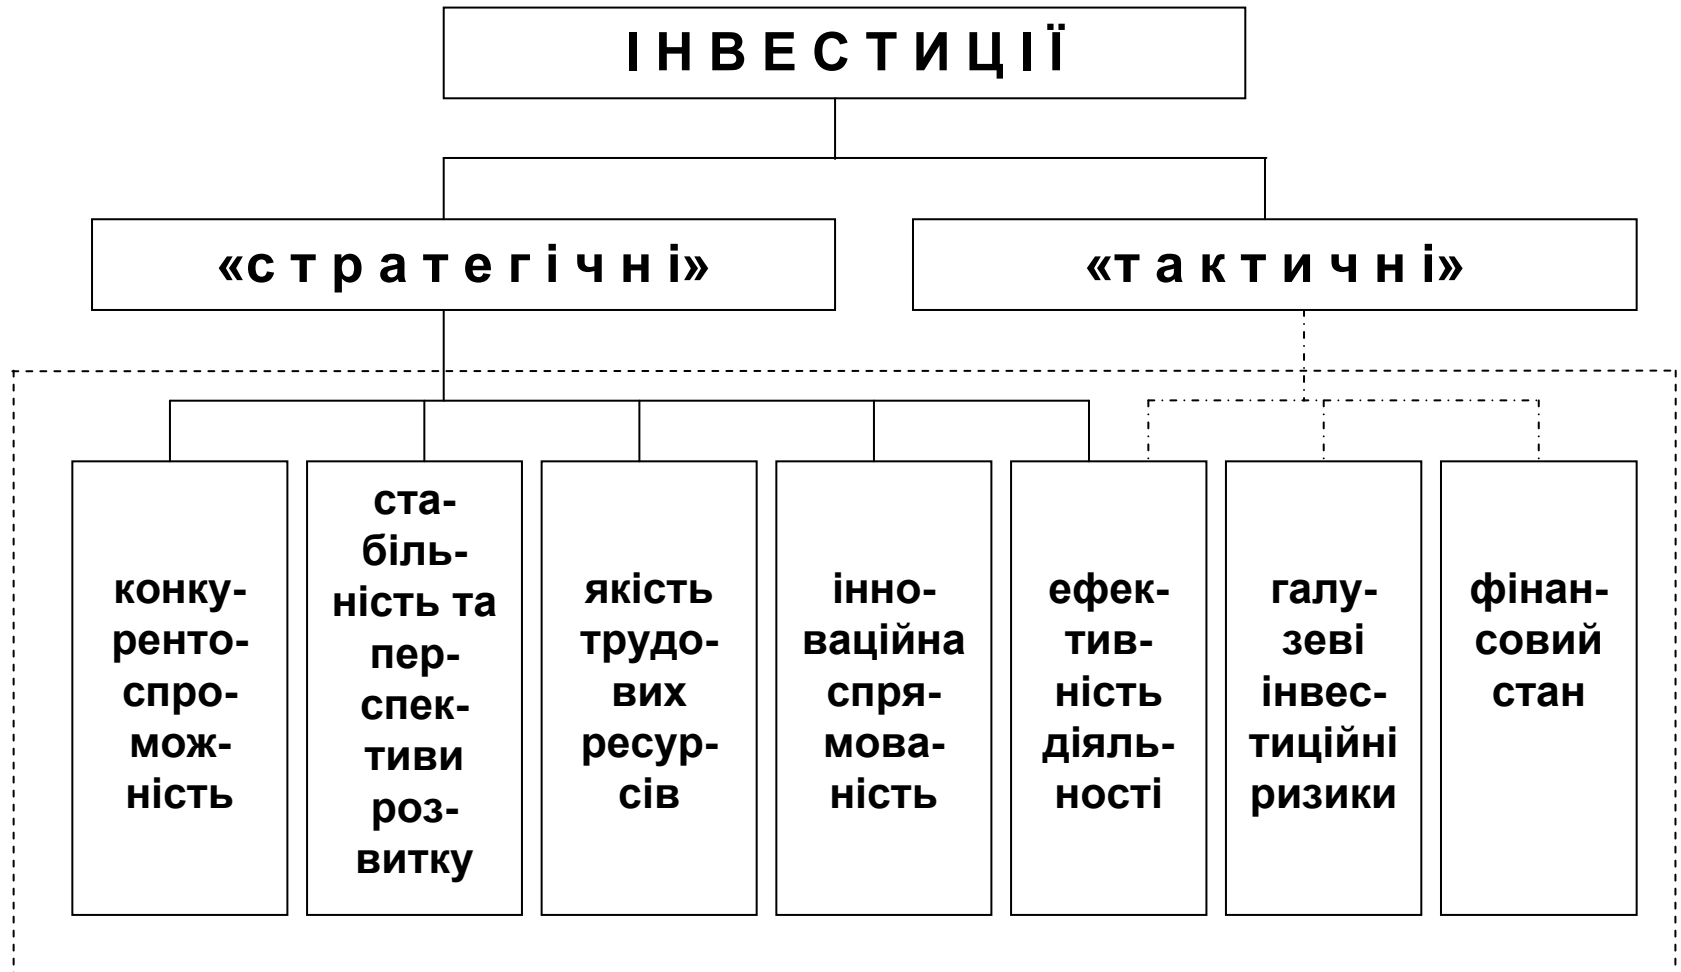 І Н В Е С Т И Ц І Ї
«с т р а т е г і ч н і»
«т а к т и ч н і»
конку-
ренто-
спро-
мож-
ність
ста-
біль-
ність та
пер-
спек-
тиви
роз-
витку
якість
трудо-
вих
ресур-
сів
інно-
ваційна
спря-
мова-
ність
ефек-
тив-
ність
діяль-
ності
галу-
зеві
інвес-
тиційні
ризики
фінан-
совий
стан